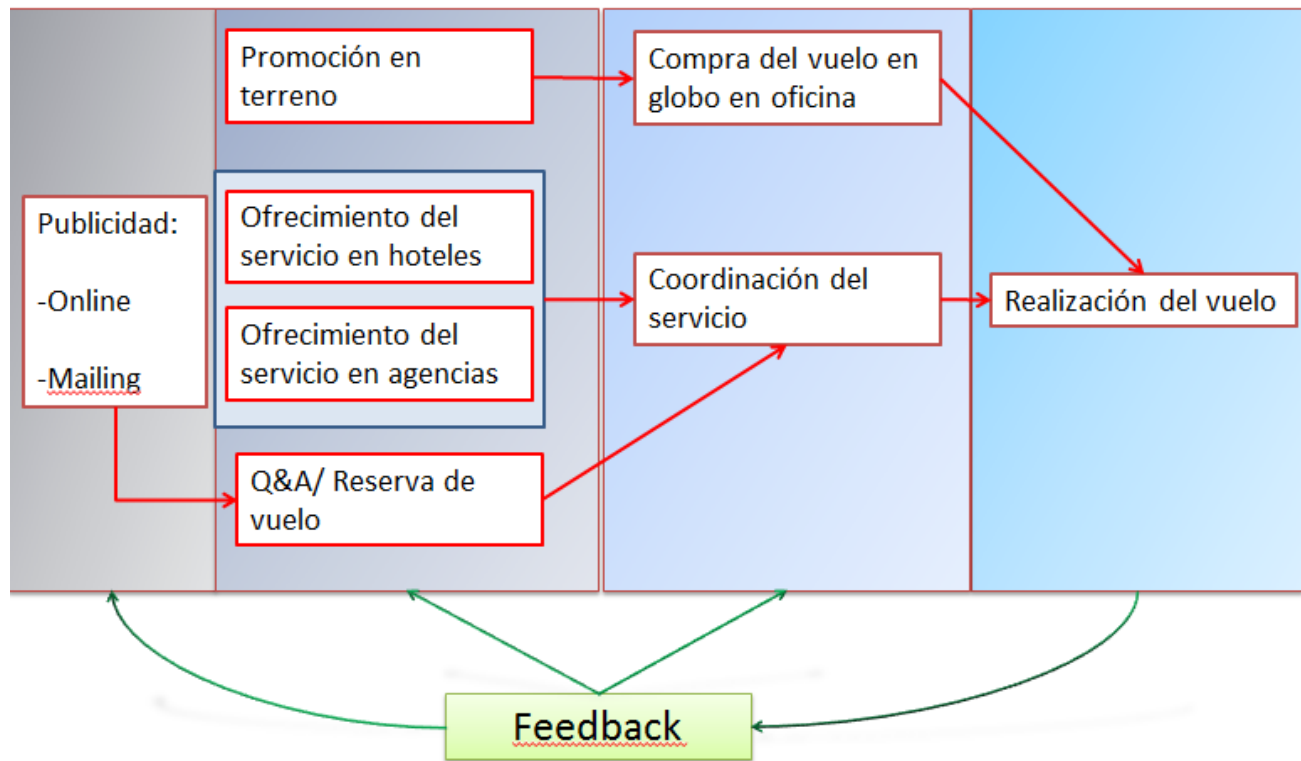 Promoción en
terreno
Compra del vuelo en
globo en oficina
Publicidad:
-Online
-Mailing
Ofrecimiento del
servicio en hoteles
Ofrecimiento del
servicio en agencias
Coordinación del
servicio
Realización del vuelo
Q&A/ Reserva de
vuelo
Feedback